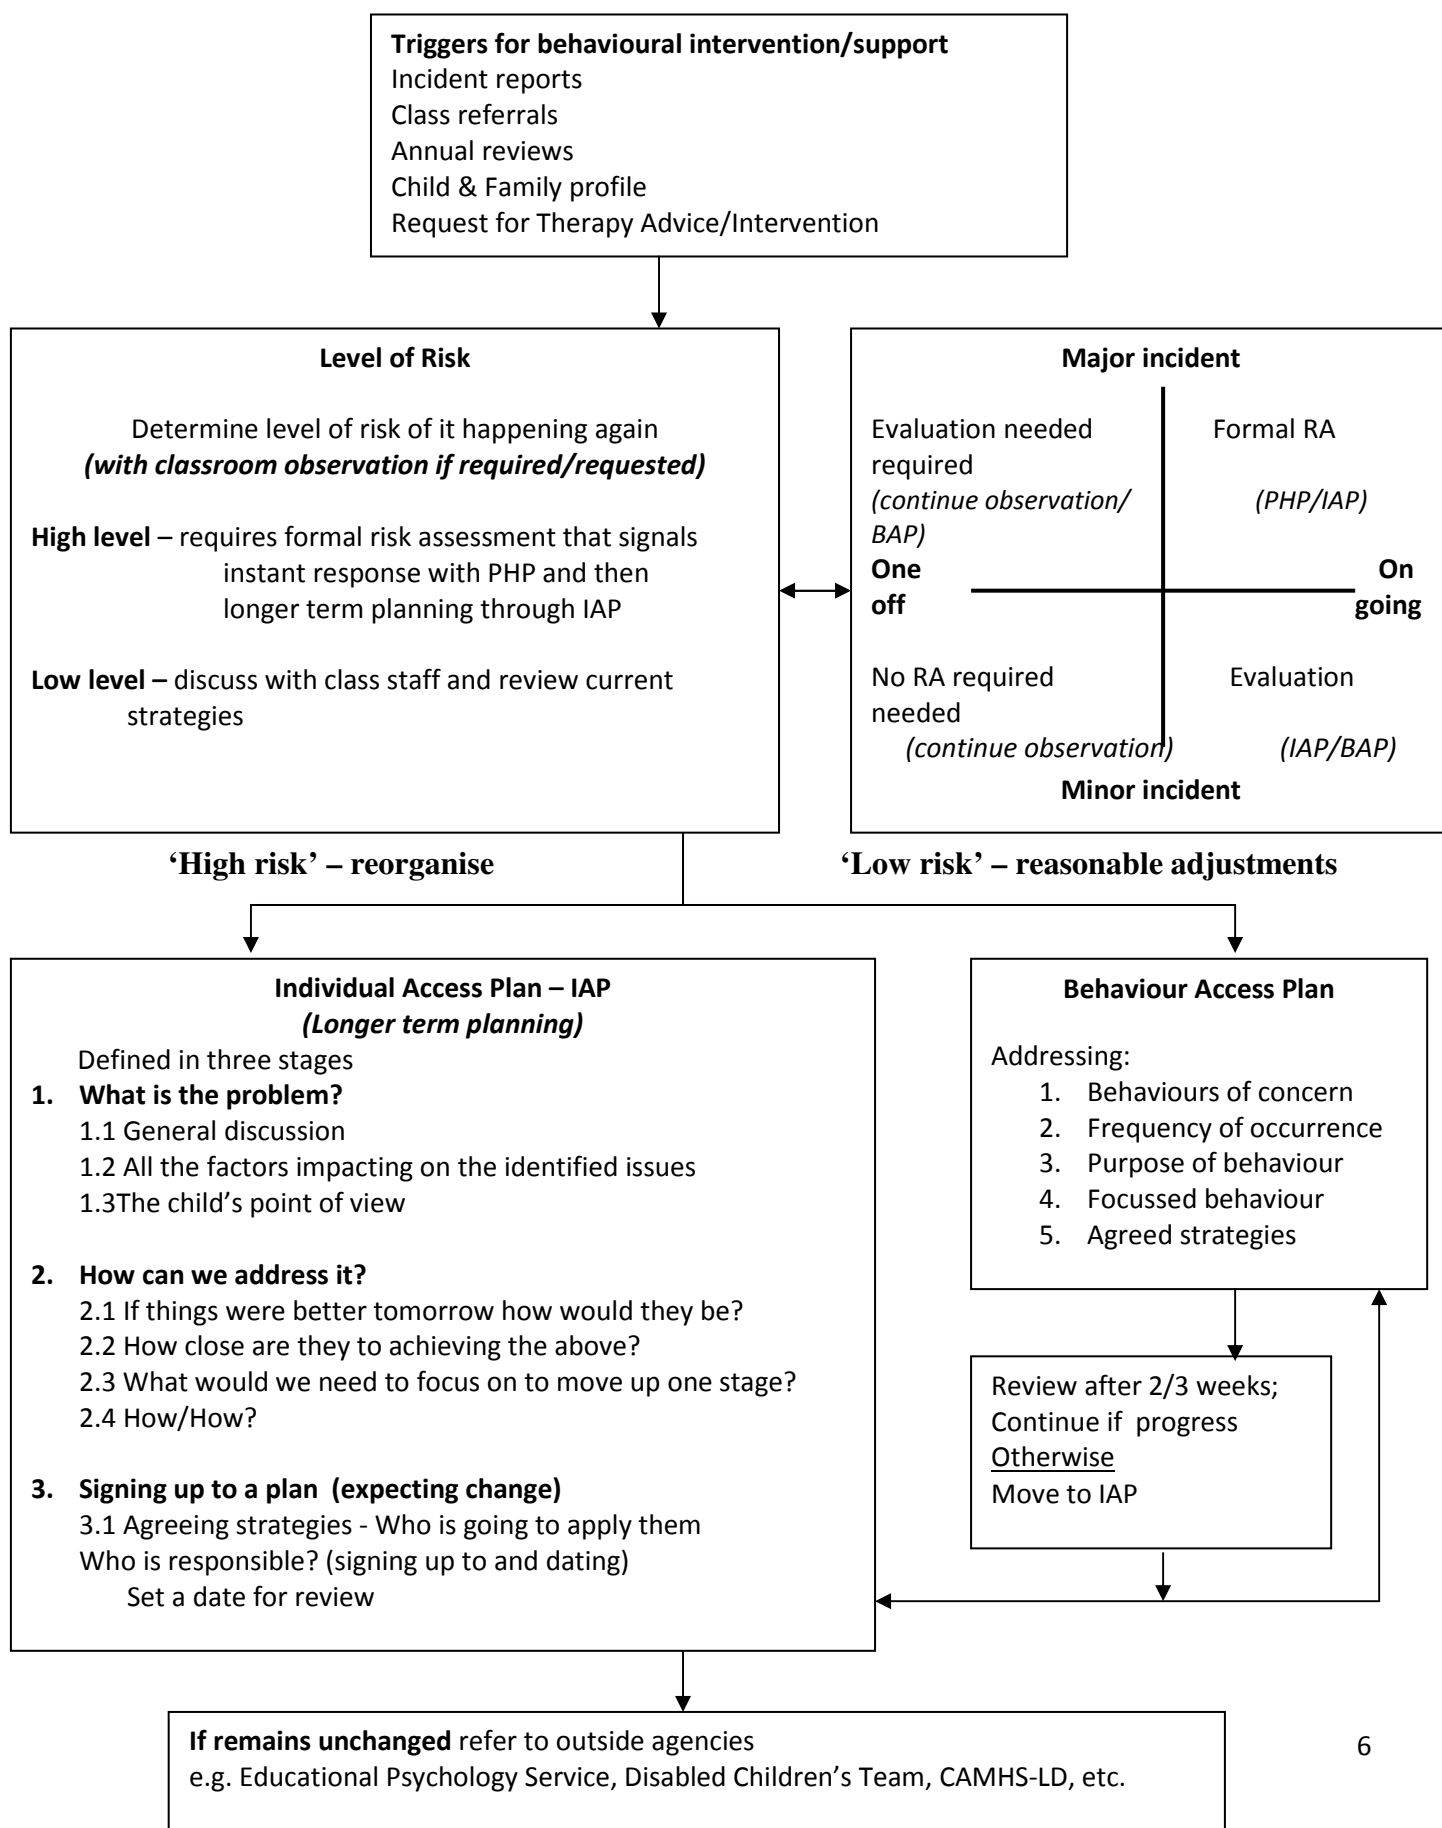 Triggers for behavioural intervention/support
Incident reports
Class referrals
Annual reviews
Child & Family profile
Request for Therapy Advice/Intervention
Level of Risk
Determine level of risk of it happening again
(with classroom observation if required/requested)
High level – requires formal risk assessment that signals
instant response with PHP and then
longer term planning through IAP
Low level – discuss with class staff and review current
strategies
Major incident
Evaluation needed Formal RA
required
(continue observation/ (PHP/IAP)
BAP)
One On
off going
No RA required Evaluation
needed
(continue observation) (IAP/BAP)
Minor incident
‘High risk’ – reorganise
‘Low risk’ – reasonable adjustments
Individual Access Plan – IAP
(Longer term planning)
Defined in three stages
1. What is the problem?
1.1 General discussion
1.2 All the factors impacting on the identified issues
1.3The child’s point of view
2. How can we address it?
2.1 If things were better tomorrow how would they be?
2.2 How close are they to achieving the above?
2.3 What would we need to focus on to move up one stage?
2.4 How/How?
3. Signing up to a plan (expecting change)
3.1 Agreeing strategies - Who is going to apply them
Who is responsible? (signing up to and dating)
Set a date for review
Behaviour Access Plan
Addressing:
1. Behaviours of concern
2. Frequency of occurrence
3. Purpose of behaviour
4. Focussed behaviour
5. Agreed strategies
Review after 2/3 weeks;
Continue if progress
Otherwise
Move to IAP
If remains unchanged refer to outside agencies
e.g. Educational Psychology Service, Disabled Children’s Team, CAMHS-LD, etc.
6